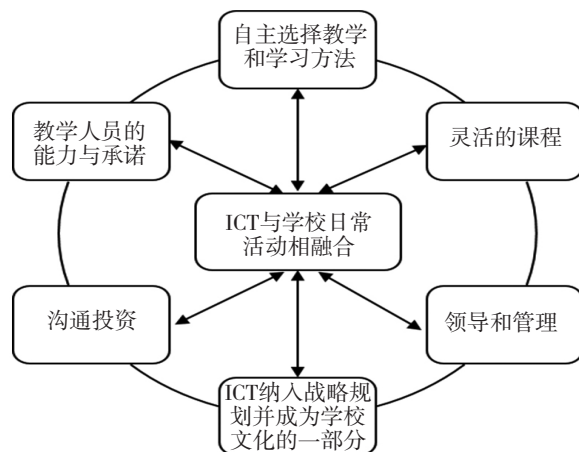 自主选择教学
和学习方法
教学人员的
能力与承诺
灵活的课程
ICT与学校日常
活动相融合
沟通投资
领导和管理
ICT纳入战略规
划并成为学校
文化的一部分